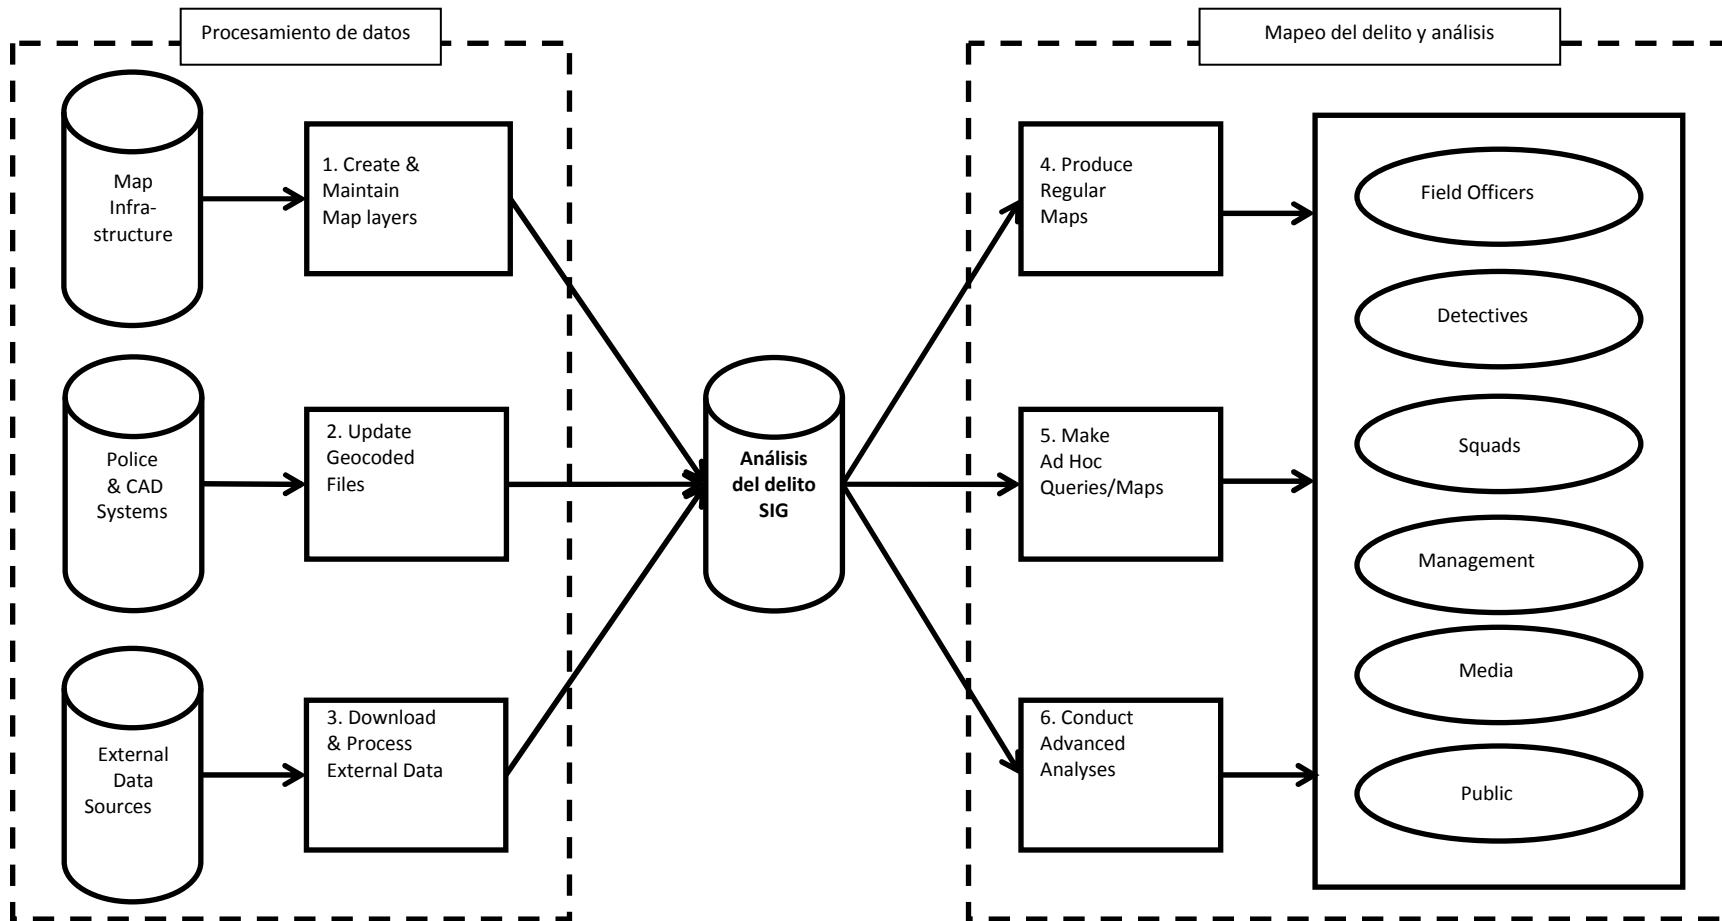 Procesamiento de datos
Map
Infra-
structure
1. Create &
Maintain
Map layers
Police
& CAD
Systems
2. Update
Geocoded
Files
External
Data
Sources
3. Download
& Process
External Data
Análisis
del delito
SIG
Mapeo del delito y análisis
4. Produce
Regular
Maps
5. Make
Ad Hoc
Queries/Maps
6. Conduct
Advanced
Analyses
Field Officers
Detectives
Squads
Management
Media
Public